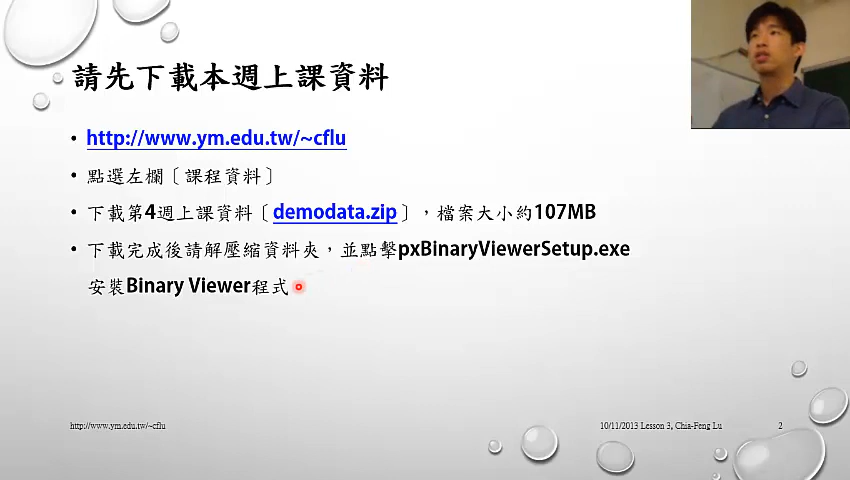 請先下載本週上課資料
• http://www.ym.edu.tw/~cflu
• 點選左欄〔課程資料〕
• 下載第4週上課資料〔demodata.zip〕，檔案大小約107MB
• 下載完成後請解壓縮資料夾，並點擊pxBinaryViewerSetup.exe
安裝Binary Viewer程式
http://www.ym.edu.tw/~cflu
10/11/2013 Lesson 3, Chia-Feng Lu
2